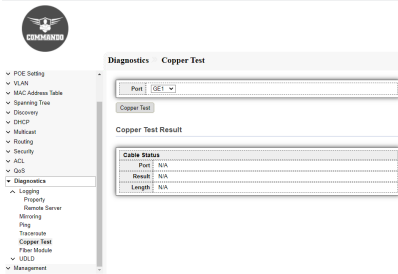 COMMANDO
Diagnostics Copper Test
POE Setting
VLAN
MAC Address Table
Spanning Tree
Discovery
DHCP
Multicast
Routing
Security
ACL
QoS
Diagnostics
Logging
Property
Remote Server
Mirroring
Ping
Traceroute
Copper Test
Fiber Module
UDLD
Management
Port GE1
Copper Test
Copper Test Result
Cable Status
Port N/A
Result N/A
Length N/A